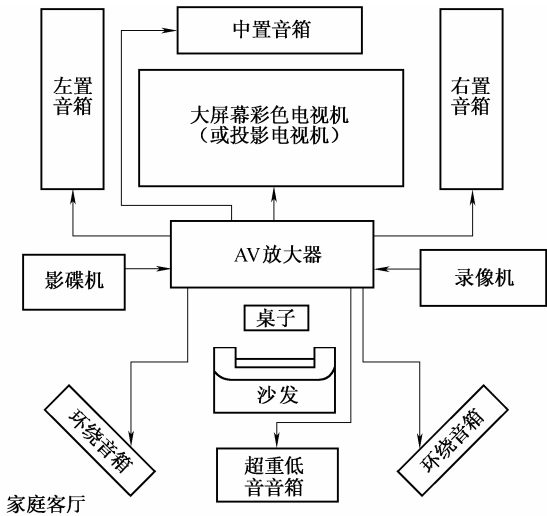 中置音箱
左置
音箱
右置
音箱
大屏幕彩色电视机
（或投影电视机）
AV放大器
影碟机
录像机
桌子
沙发
环绕音箱
环绕音箱
超重低
音音箱
家庭客厅